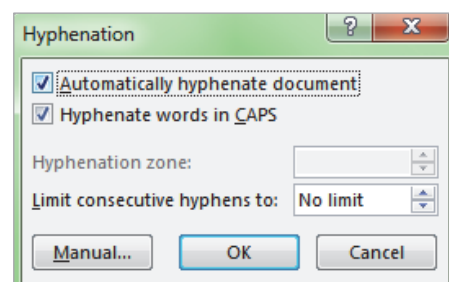 Hyphenation ?
Automatically hyphenate document
Hyphenate words in CAPS
Hyphenation zone:
Limit consecutive hyphens to: No limit
Manual... OK Cancel